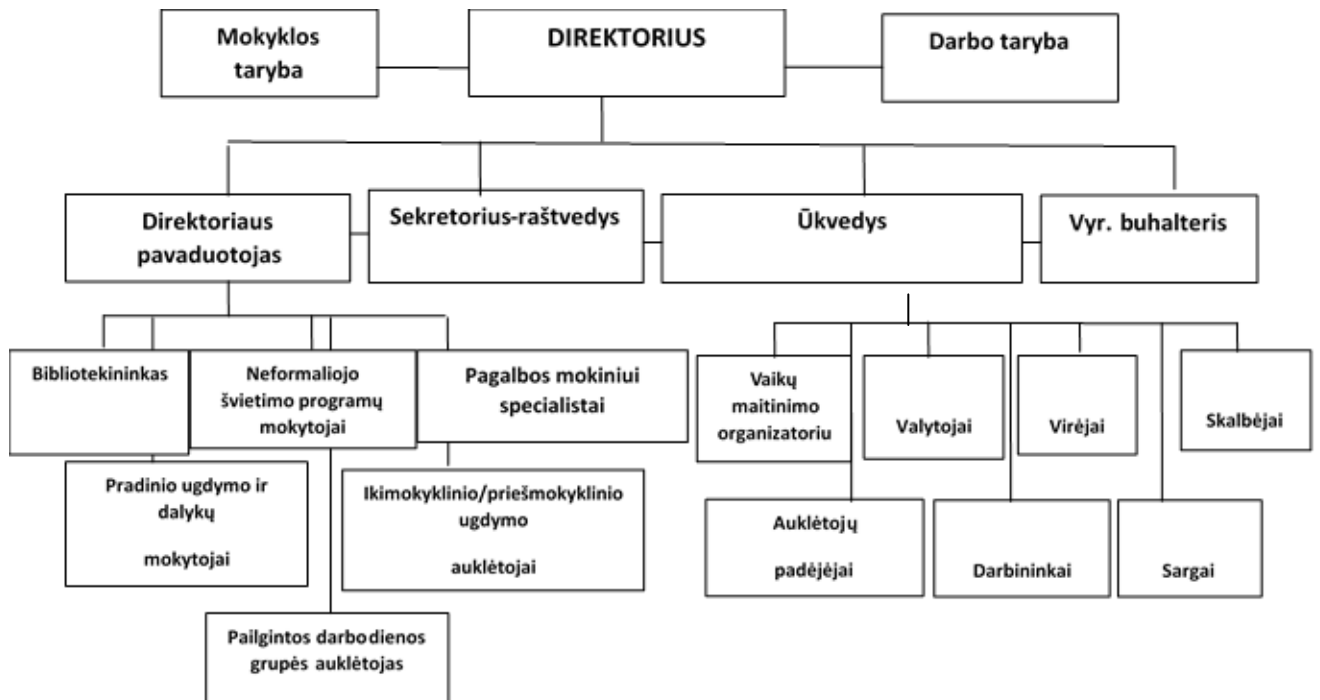 Mokyklos
taryba
DIREKTORIUS
Darbo taryba
Direktoriaus
pavaduotojas
Sekretorius-raštvedys
Ūkvedys
Vyr. buhalteris
Bibliotekininkas
Neformaliojo
švietimo programų
mokytojai
Pagalbos mokiniui
specialistai
Vaikų
maitinimo
organizatoriu
Valytojai
Virėjai
Skalbėjai
Pradinio ugdymo ir
dalykų
mokytojai
Ikimokyklinio/priešmokyklinio
ugdymo
auklėtojai
Auklėtojų
padėjėjai
Darbininkai
Sargai
Pailgintos darbo dienos
grupės auklėtojas